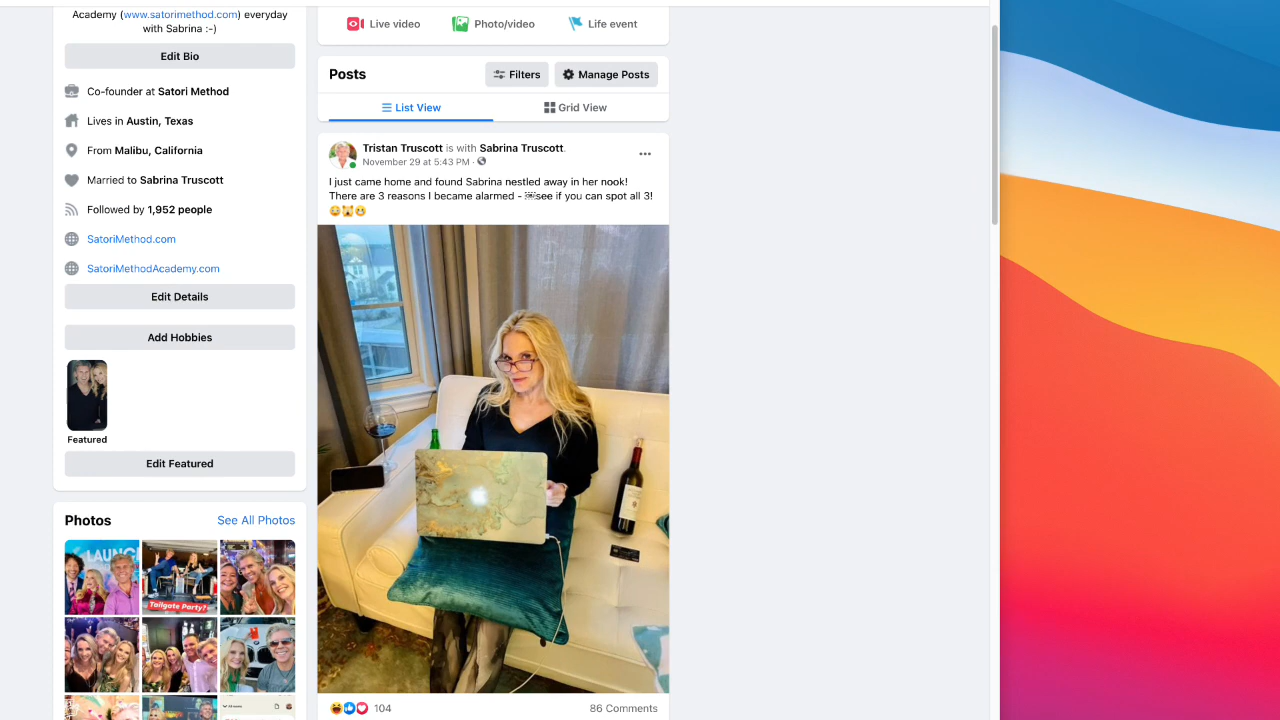 Academy (www.satorimethod.com) everyday
with Sabrina :-)
Edit Bio
Co-founder at Satori Method
Lives in Austin, Texas
From Malibu, California
Married to Sabrina Truscott
Followed by 1,952 people
SatoriMethod.com
SatoriMethodAcademy.com
Edit Details
Add Hobbies
Featured
Edit Featured
Photos
See All Photos
LAUNCH
Tailgate Party?
Live video
Photo/video
Life event
Posts
Filters
Manage Posts
List View
Grid View
Tristan Truscott is with Sabrina Truscott.
November 29 at 5:43 PM ·
I just came home and found Sabrina nestled away in her nook!
There are 3 reasons I became alarmed - see if you can spot all 3!
104
86 Comments